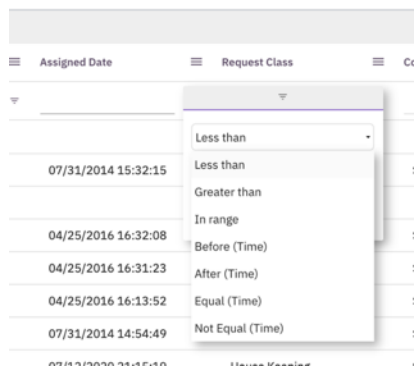 Assigned Date
Request Class
Less than
Less than
07/31/2014 15:32:15
Greater than
In range
04/25/2016 16:32:08
Before (Time)
04/25/2016 16:31:23
After (Time)
04/25/2016 16:13:52
Equal (Time)
07/31/2014 14:54:49
Not Equal (Time)